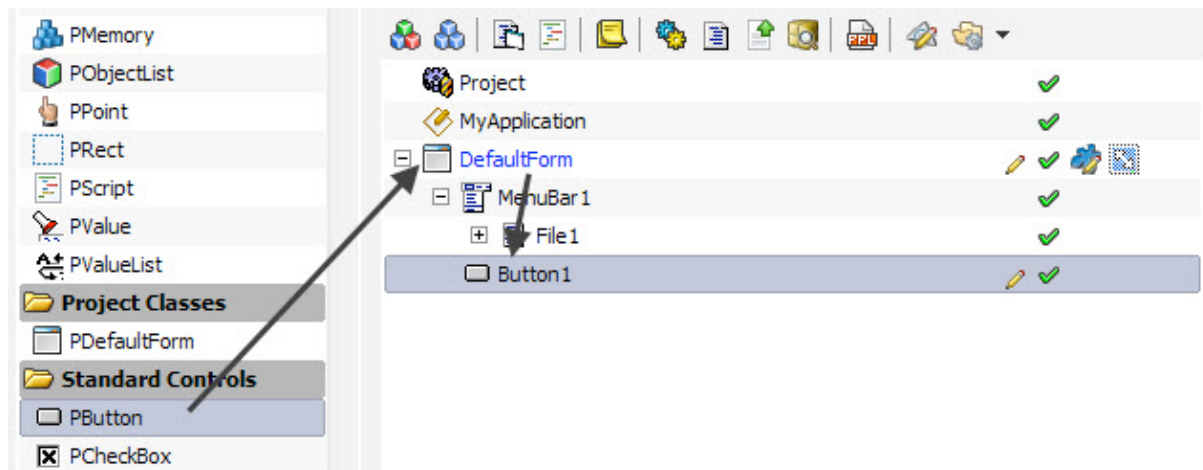 PMemory
PObjectList
PPoint
PRect
PScript
PValue
PValueList
Project Classes
PDefaultForm
Standard Controls
PButton
PCheckBox
PPL
Project
MyApplication
DefaultForm
MenuBar1
File1
Button1